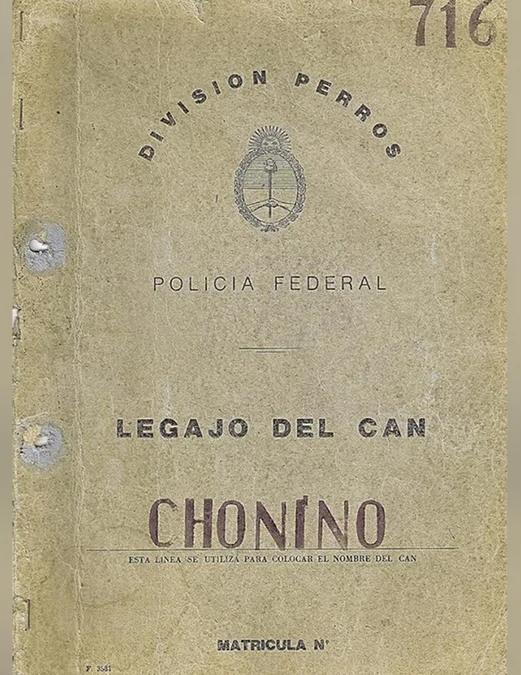 716
DIVISION PERROS
POLICIA FEDERAL
LEGAJO DEL CAN
CHONINO
ESTA LINEA SE UTILIZA PARA COLOCAR EL NOMBRE DEL CAN
MATRICULA N°
F. 3581